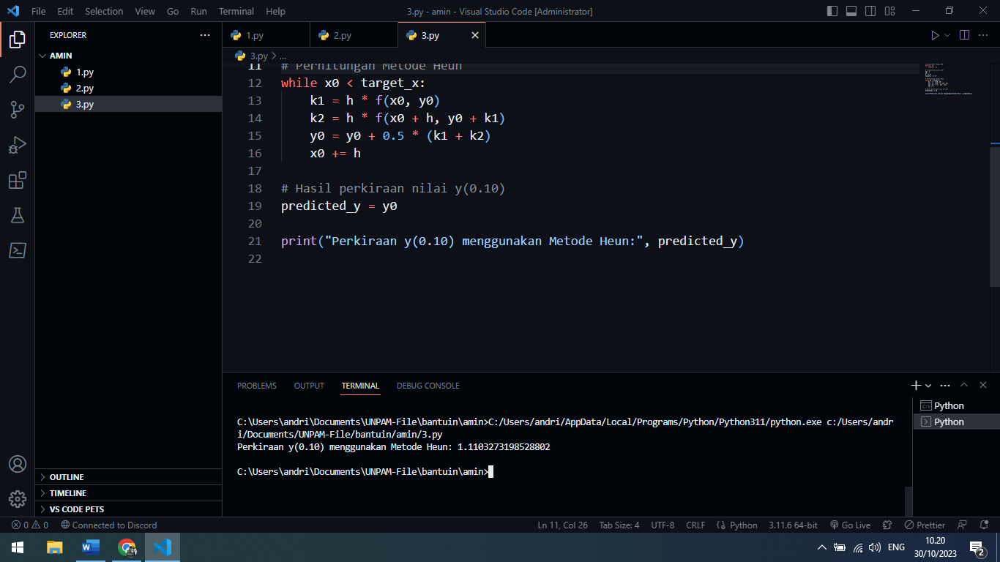 File Edit Selection View Go Run Terminal Help
3.py - amin - Visual Studio Code [Administrator]
EXPLORER
AMIN
1.py
2.py
3.py
OUTLINE
TIMELINE
VS CODE PETS
1.py 2.py 3.py
3.py > ...
11 # Perhitungan Metode Heun
12 while x0 < target_x:
13 k1 = h * f(x0, y0)
14 k2 = h * f(x0 + h, y0 + k1)
15 y0 = y0 + 0.5 * (k1 + k2)
16 x0 += h
17
18 # Hasil perkiraan nilai y(0.10)
19 predicted_y = y0
20
21 print("Perkiraan y(0.10) menggunakan Metode Heun:", predicted_y)
22
PROBLEMS OUTPUT TERMINAL DEBUG CONSOLE
C:\Users\andri\Documents\UNPAM-File\bantuin\amin>C:/Users/andri/AppData/Local/Programs/Python/Python311/python.exe c:/Users/andr
i/Documents/UNPAM-File/bantuin/amin/3.py
Perkiraan y(0.10) menggunakan Metode Heun: 1.1103273198528802
C:\Users\andri\Documents\UNPAM-File\bantuin\amin>
Python
Python
0 0 Connected to Discord
Ln 11, Col 26 Tab Size: 4 UTF-8 CRLF Python 3.11.6 64-bit Go Live Prettier
ENG
10.20
30/10/2023
2